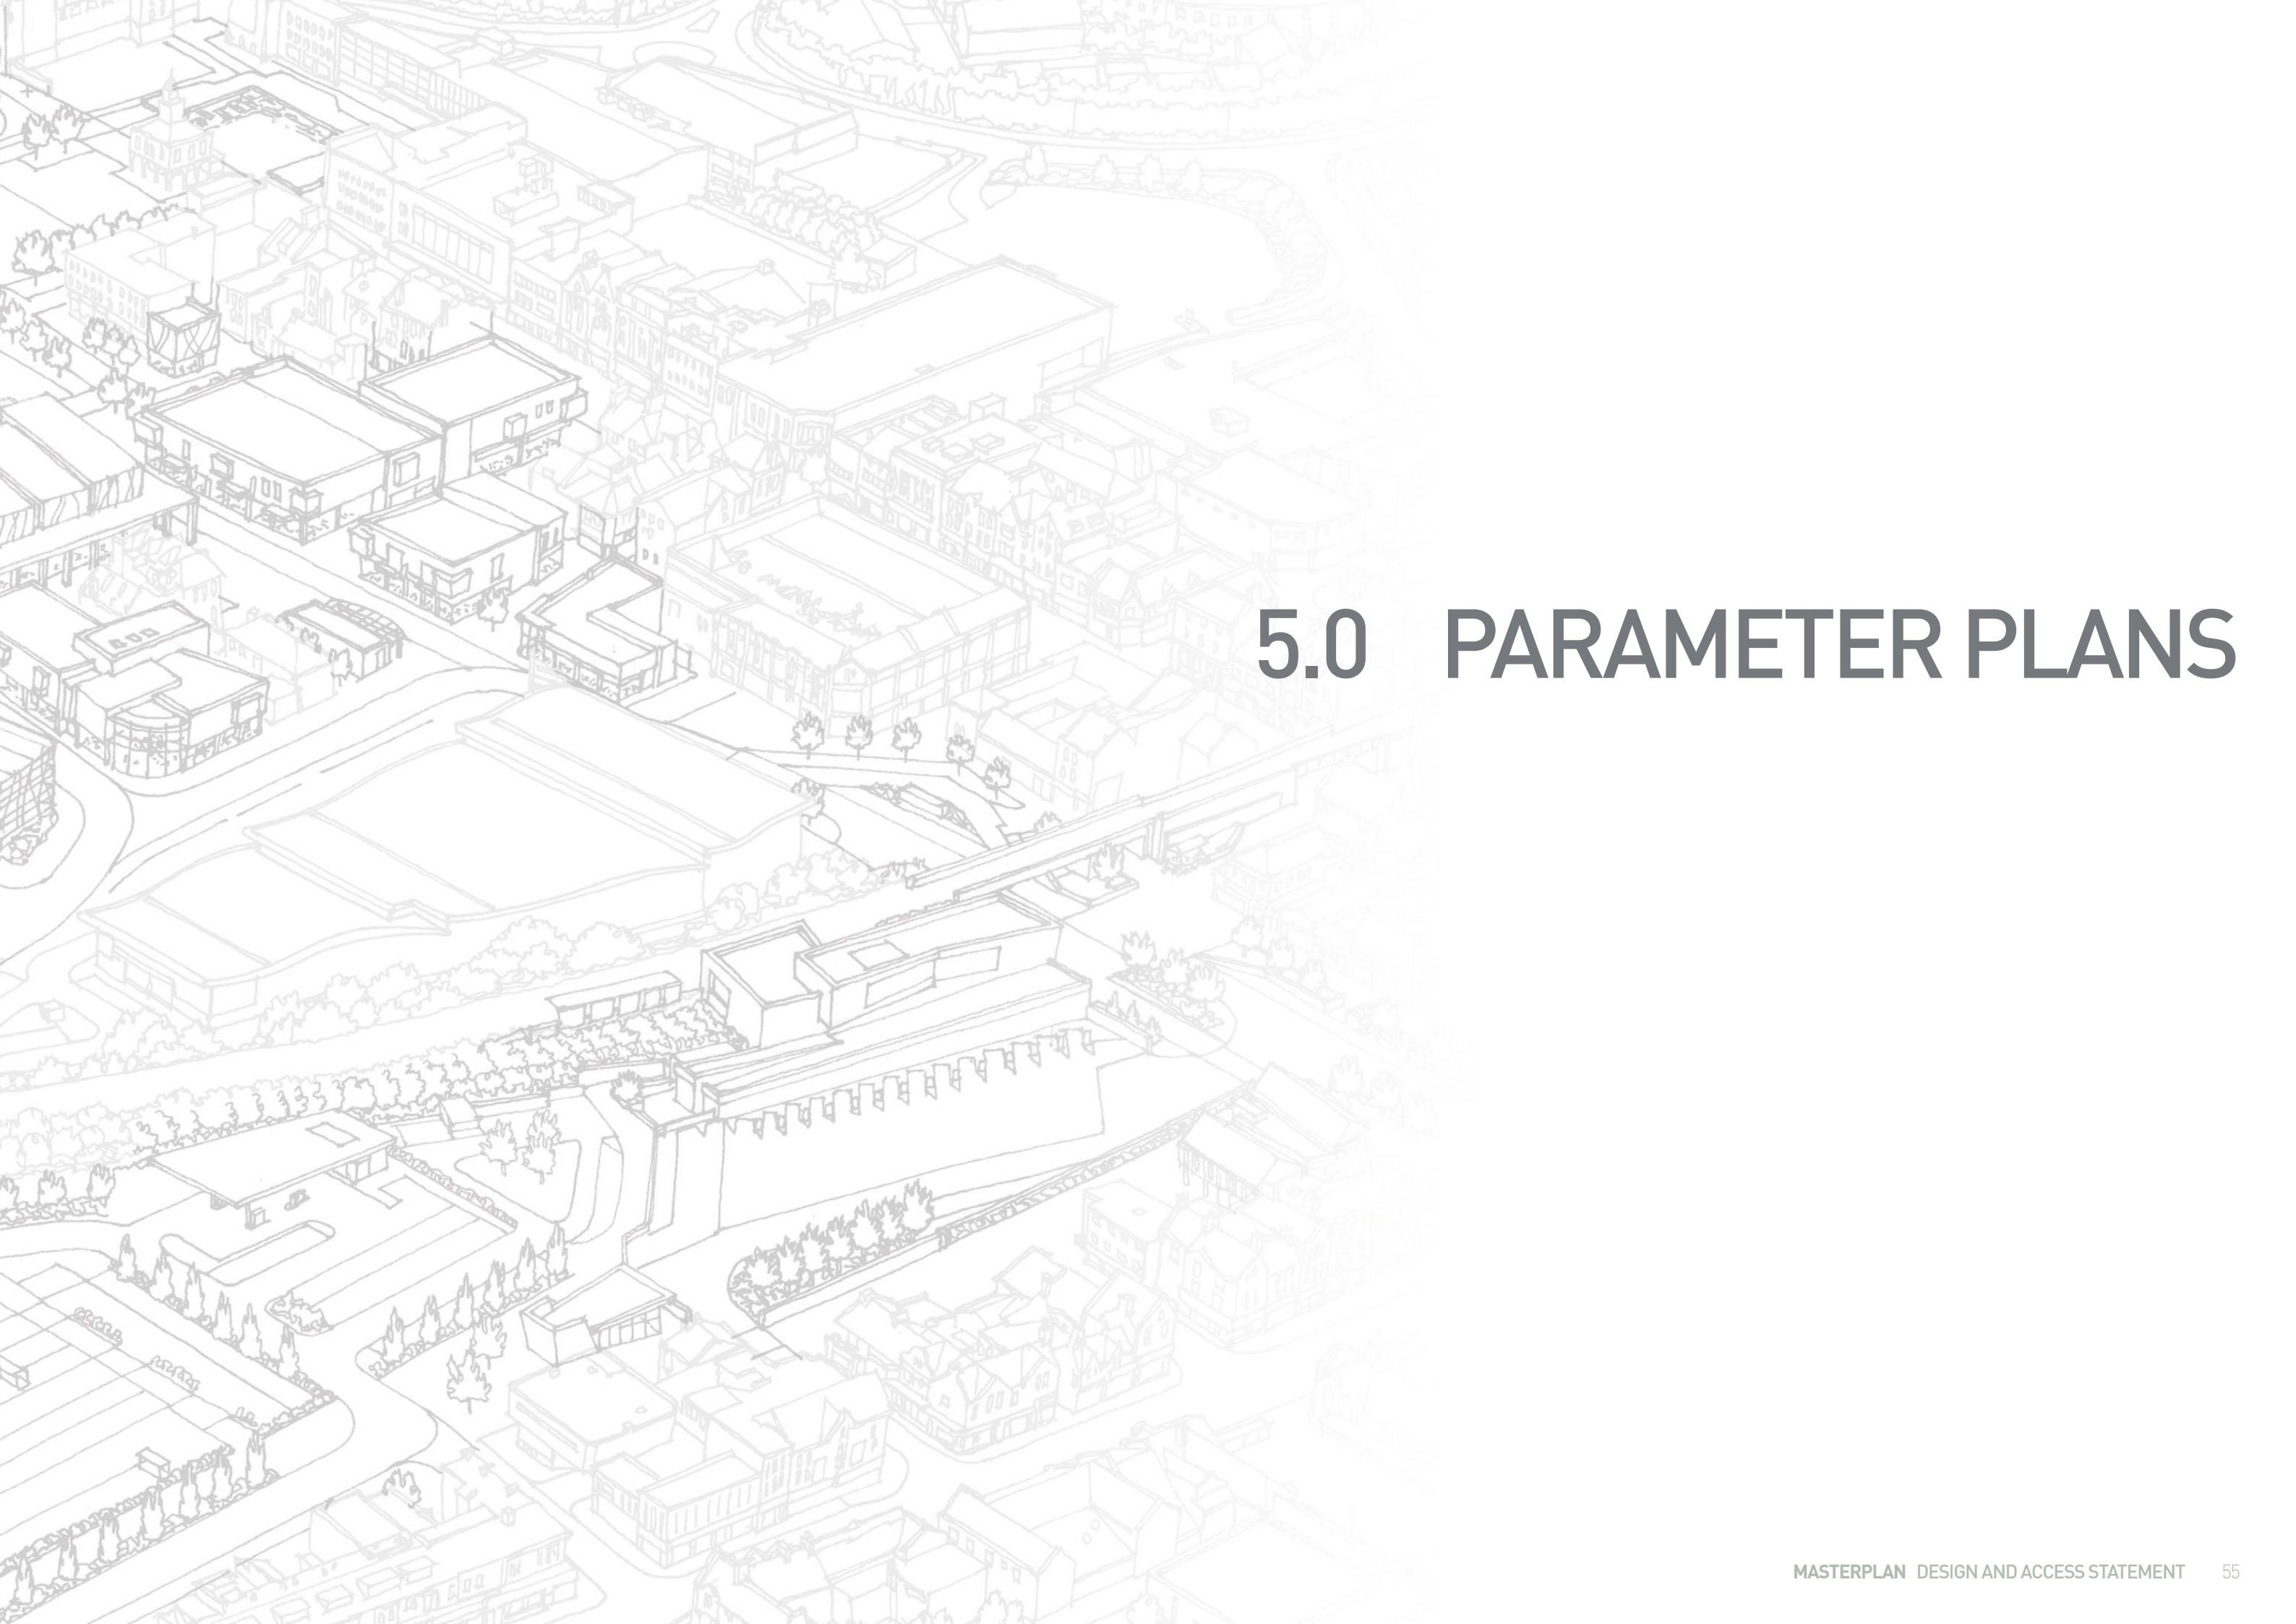 5.0 PARAMETER PLANS
MASTERPLAN DESIGN AND ACCESS STATEMENT 55